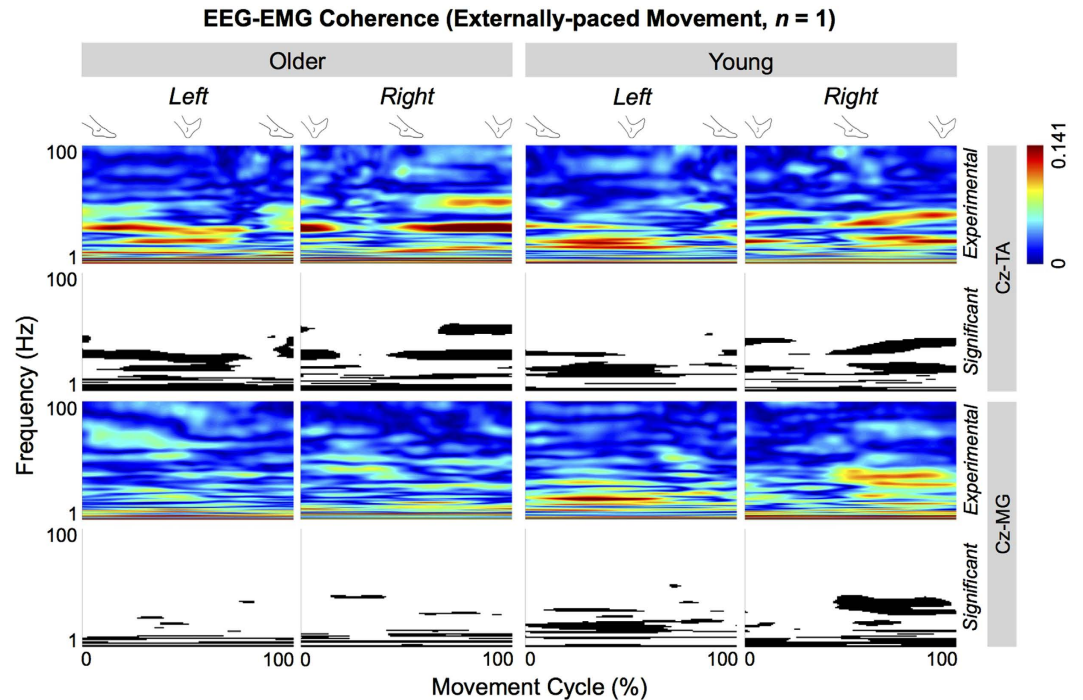 EEG-EMG Coherence (Externally-paced Movement, n = 1)
Older
Young
Left
Right
Left
Right
100
1
Experimental
100
1
Significant
Cz-TA
100
1
Experimental
100
1
Significant
Cz-MG
0.141
0
Frequency (Hz)
0
100
0
100
0
100
0
100
Movement Cycle (%)